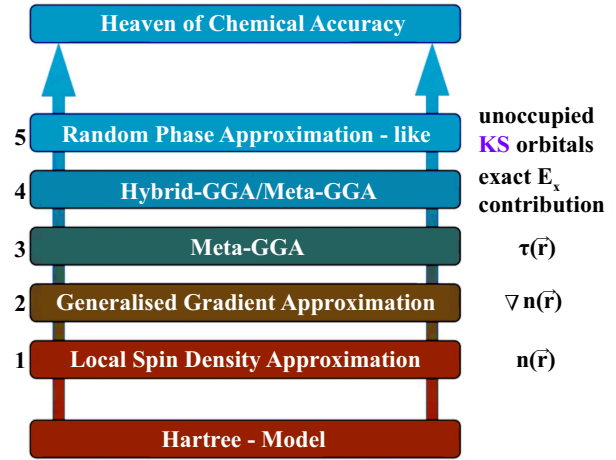 Heaven of Chemical Accuracy
5 Random Phase Approximation - like unoccupied
KS orbitals
4 Hybrid-GGA/Meta-GGA exact Eₓ
contribution
3 Meta-GGA τ(r⃗)
2 Generalised Gradient Approximation ∇ n(r⃗)
1 Local Spin Density Approximation n(r⃗)
Hartree - Model